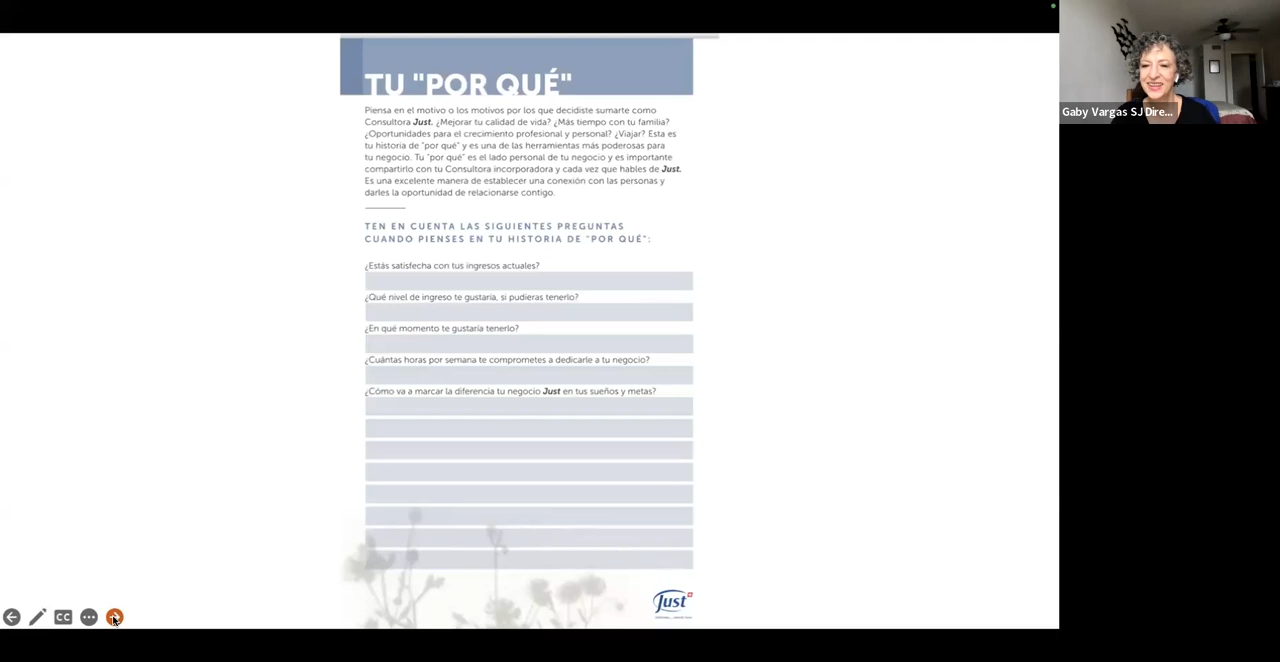 TU "POR QUÉ"
Piensa en el motivo o los motivos por los que decidiste sumarte como
Consultora Just. ¿Mejorar tu calidad de vida? ¿Más tiempo con tu familia?
¿Oportunidades para el crecimiento profesional y personal? ¿Viajar? Esta es
tu historia de "por qué" y es una de las herramientas más poderosas para
tu negocio. Tu "por qué" es el lado personal de tu negocio y es importante
compartirlo con tu Consultora incorporadora y cada vez que hables de Just.
Es una excelente manera de establecer una conexión con las personas y
darles la oportunidad de relacionarse contigo.
TEN EN CUENTA LAS SIGUIENTES PREGUNTAS
CUANDO PIENSES EN TU HISTORIA DE "POR QUÉ":
¿Estás satisfecha con tus ingresos actuales?
¿Qué nivel de ingreso te gustaría, si pudieras tenerlo?
¿En qué momento te gustaría tenerlo?
¿Cuántas horas por semana te comprometes a dedicarle a tu negocio?
¿Cómo va a marcar la diferencia tu negocio Just en tus sueños y metas?
Just
CC
Gaby Vargas SJ Dire...